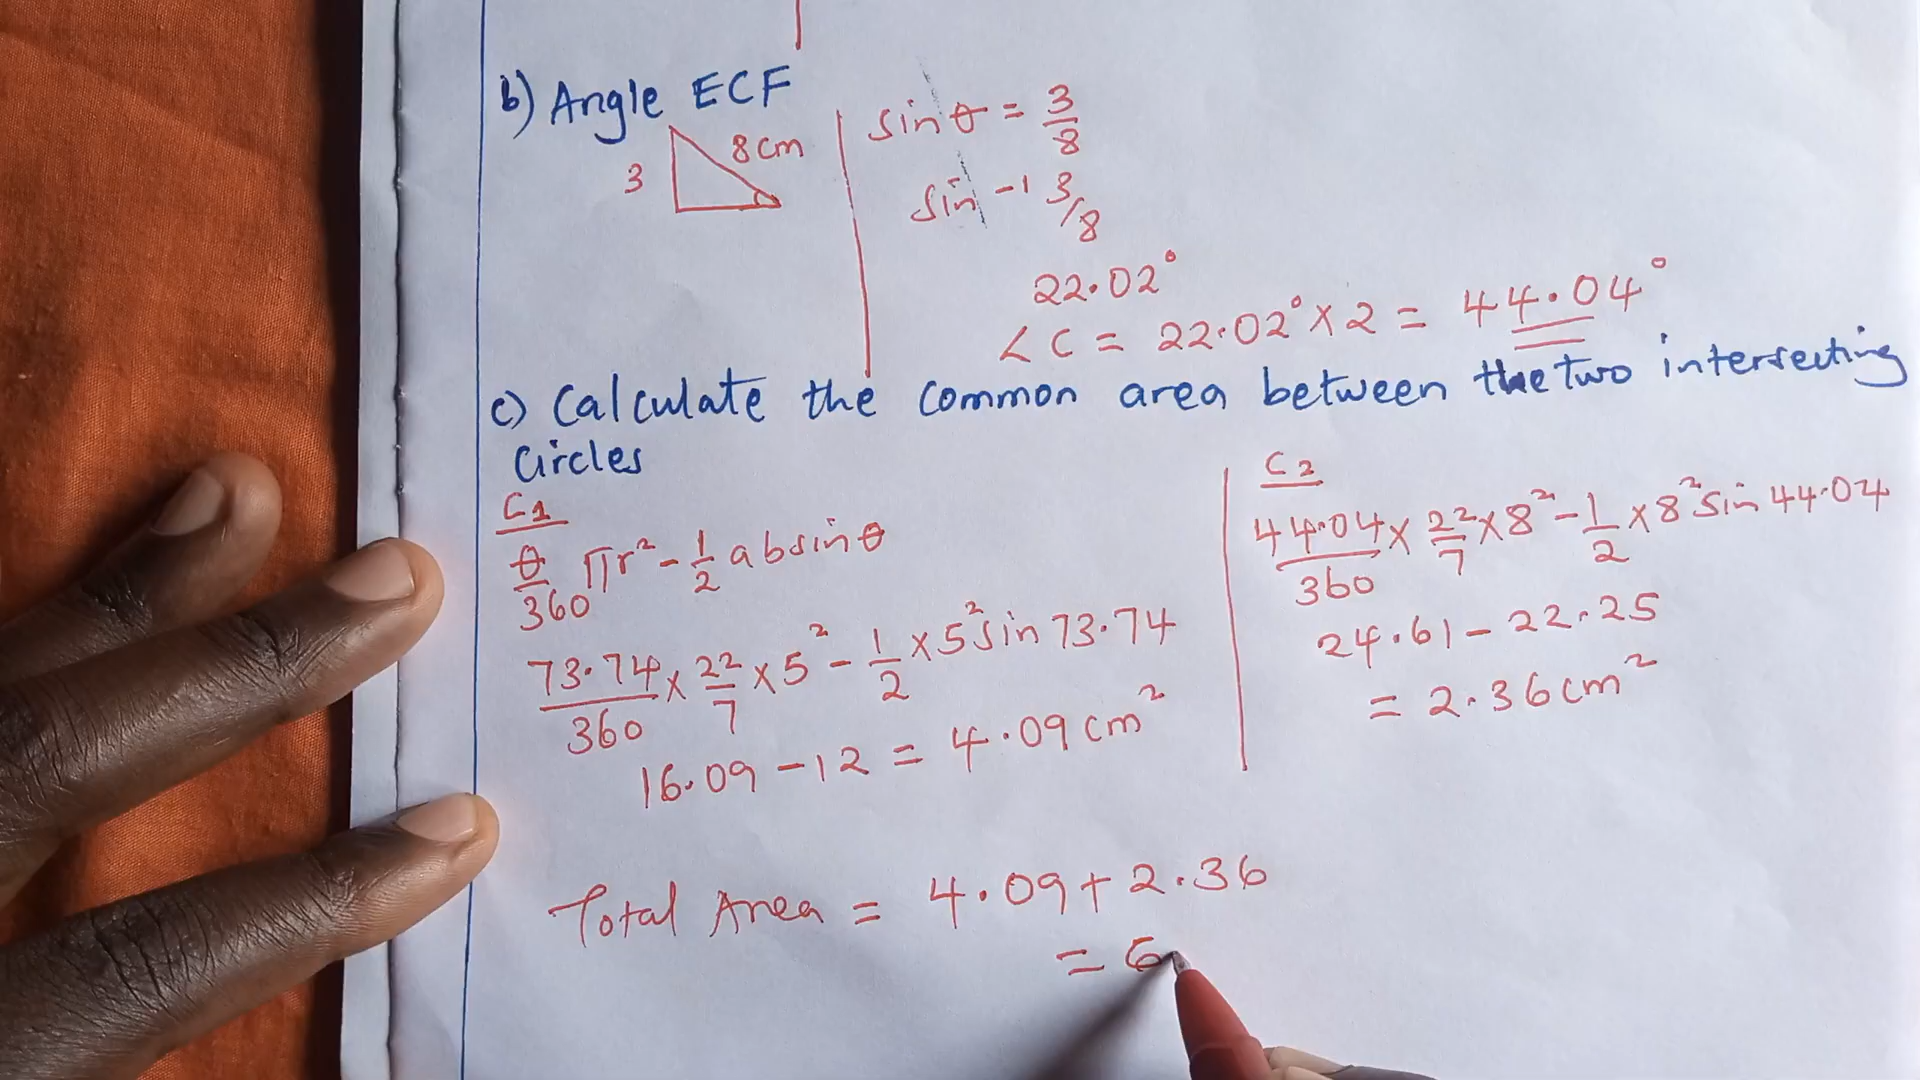 b) Angle ECF
3 8cm
sin θ = 3/8
sin⁻¹ 3/8
22.02°
∠C = 22.02° × 2 = 44.04°
c) Calculate the common area between the two intersecting
Circles
C1
θ/360 πr² - 1/2 ab sin θ
73.74/360 × 22/7 × 5² - 1/2 × 5² sin 73.74
16.09 - 12 = 4.09 cm²
C2
44.04/360 × 22/7 × 8² - 1/2 × 8² sin 44.04
24.61 - 22.25
= 2.36 cm²
Total Area = 4.09 + 2.36
= 6